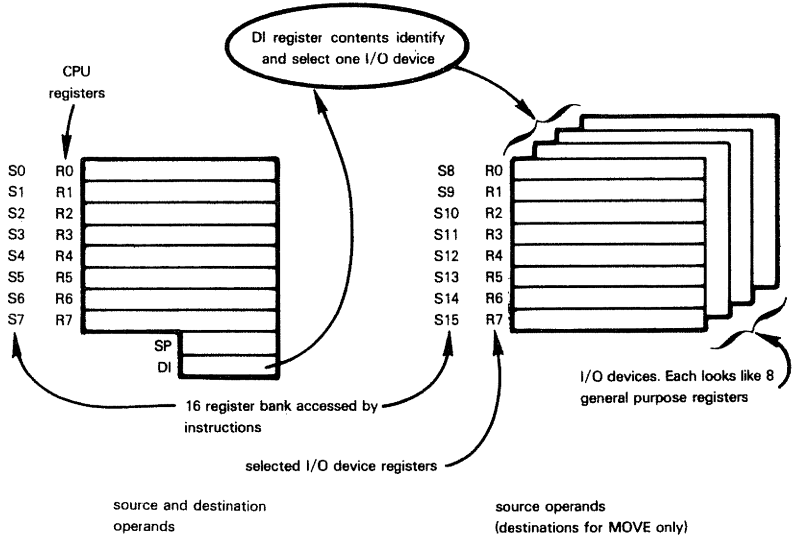 DI register contents identify
and select one I/O device
CPU
registers
S0 R0
S1 R1
S2 R2
S3 R3
S4 R4
S5 R5
S6 R6
S7 R7
SP
DI
S8 R0
S9 R1
S10 R2
S11 R3
S12 R4
S13 R5
S14 R6
S15 R7
I/O devices. Each looks like 8
general purpose registers
16 register bank accessed by
instructions
selected I/O device registers
source and destination
operands
source operands
(destinations for MOVE only)